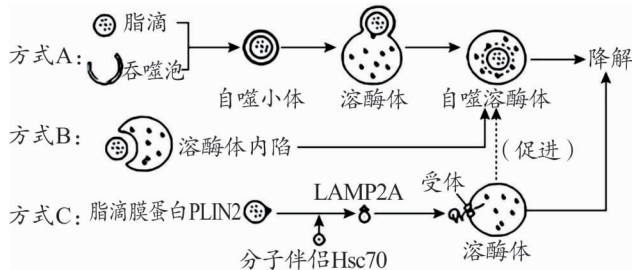 脂滴
方式A:
吞噬泡
降解
自噬小体
溶酶体
自噬溶酶体
方式B:
溶酶体内陷
(促进)
方式C:
脂滴膜蛋白PLIN2
LAMP2A
受体
分子伴侣Hsc70
溶酶体